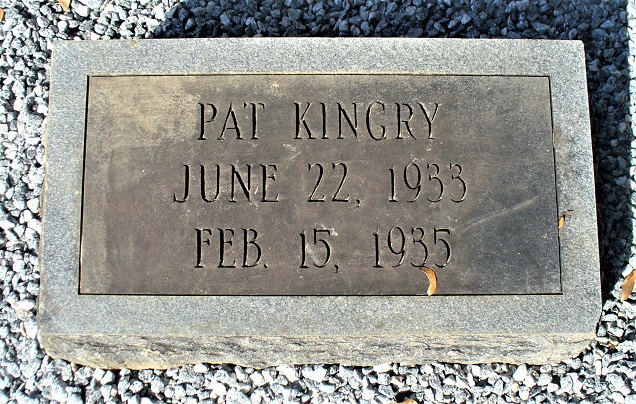 PAT KINGRY
JUNE 22, 1933
FEB. 15, 1935